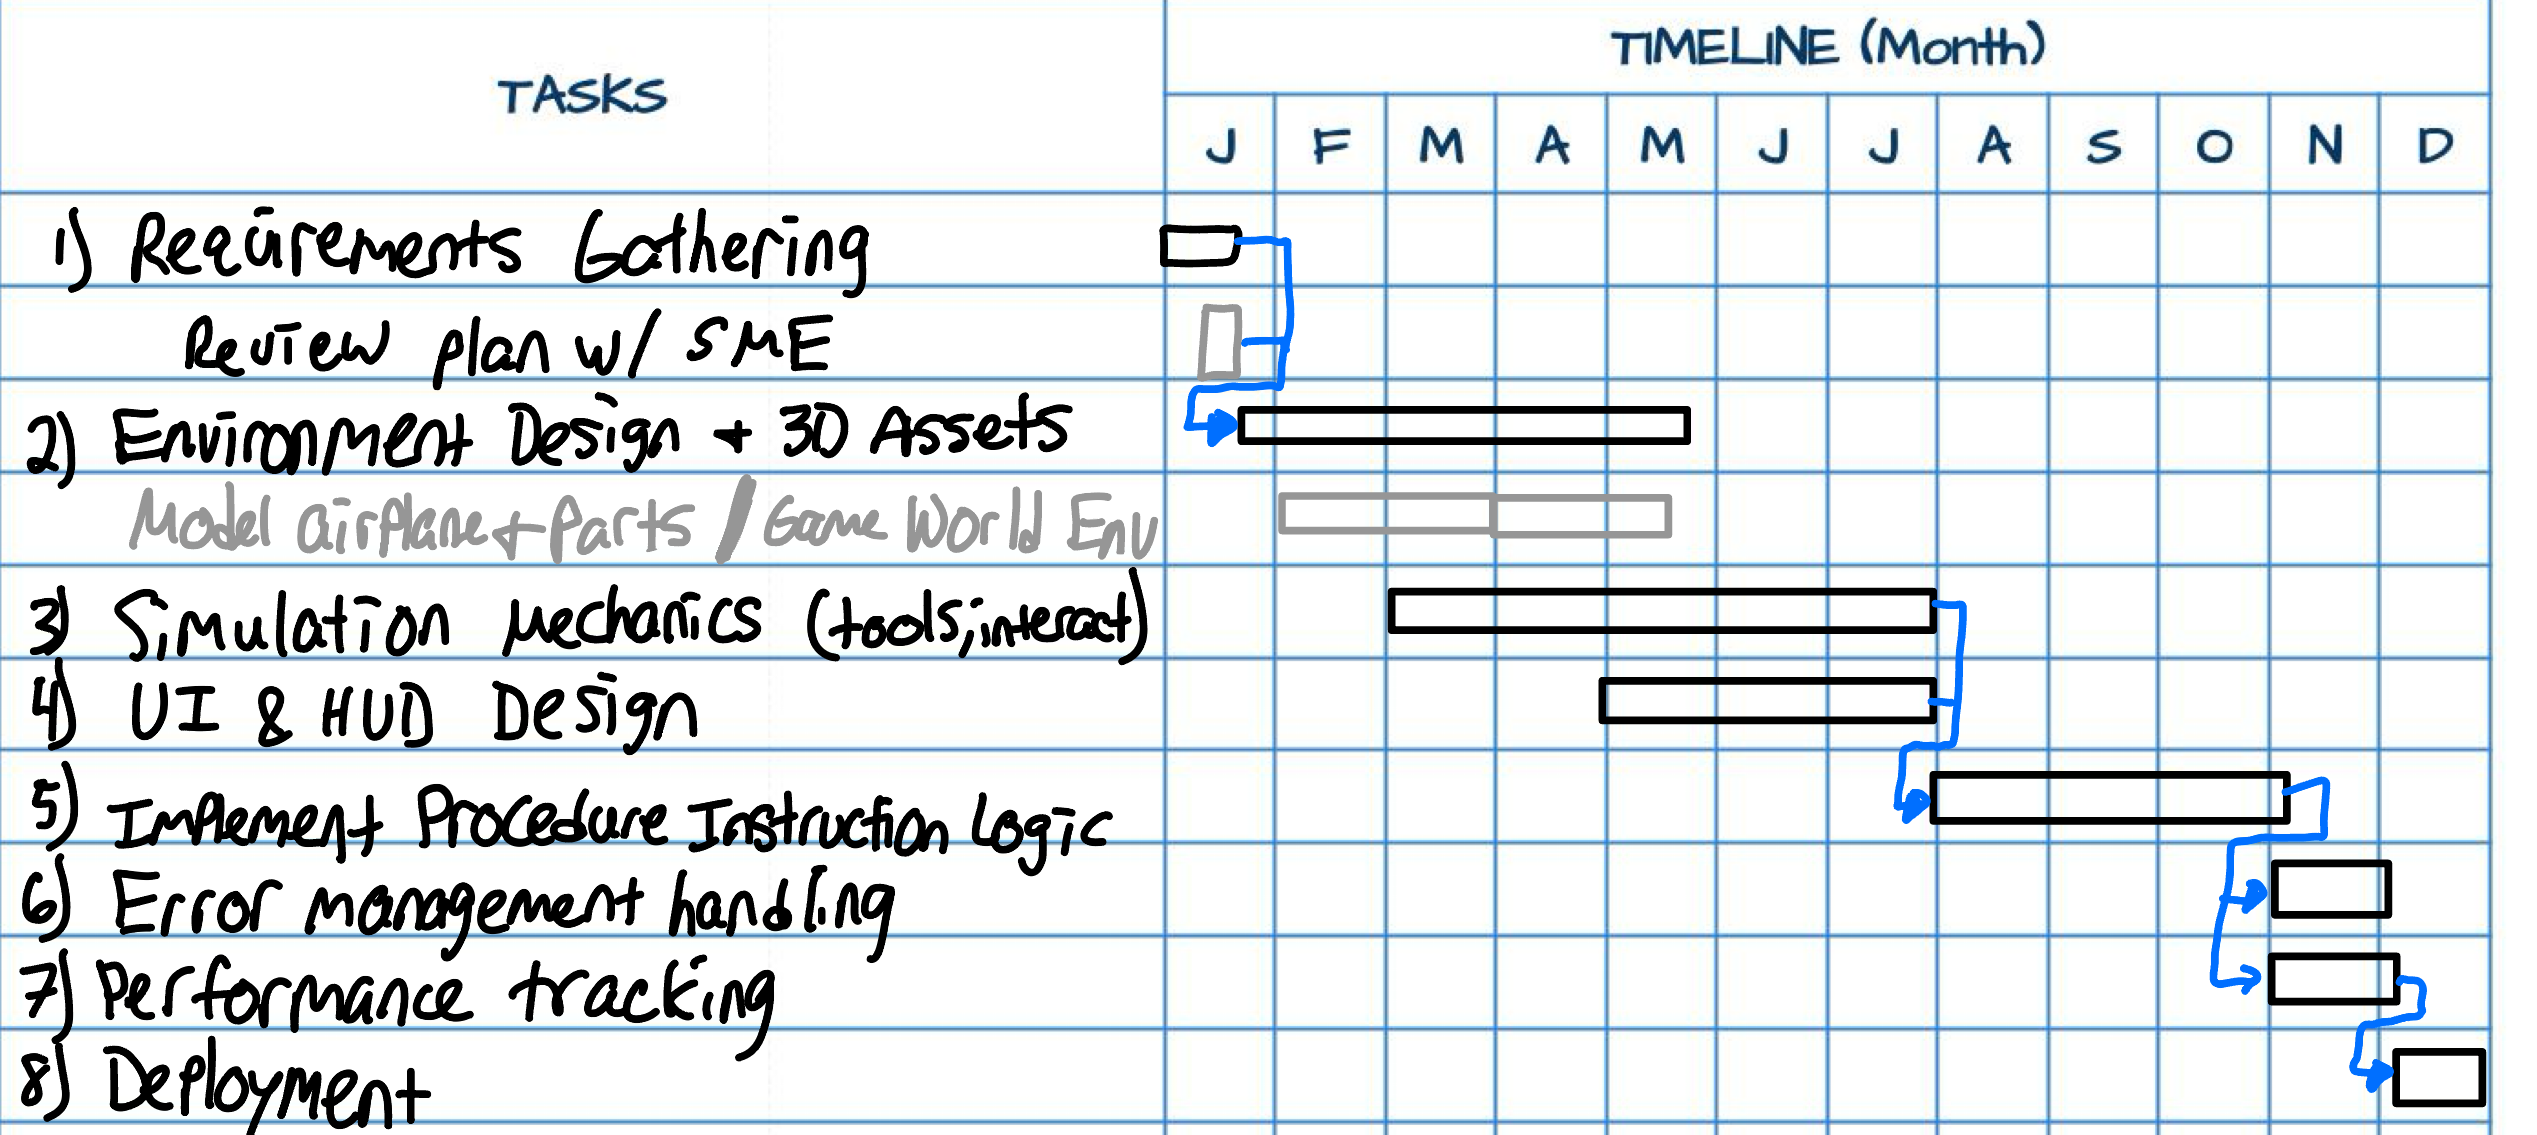 TASKS
TIMELINE (Month)
J F M A M J J A S O N D
1) Requirements Gathering
Review plan w/ SME
2) Environment Design + 3D Assets
Model airplane + Parts / Game World Env
3) Simulation Mechanics (tools, interact)
4) UI & HUD Design
5) Implement Procedure Instruction Logic
6) Error management handling
7) Performance tracking
8) Deployment